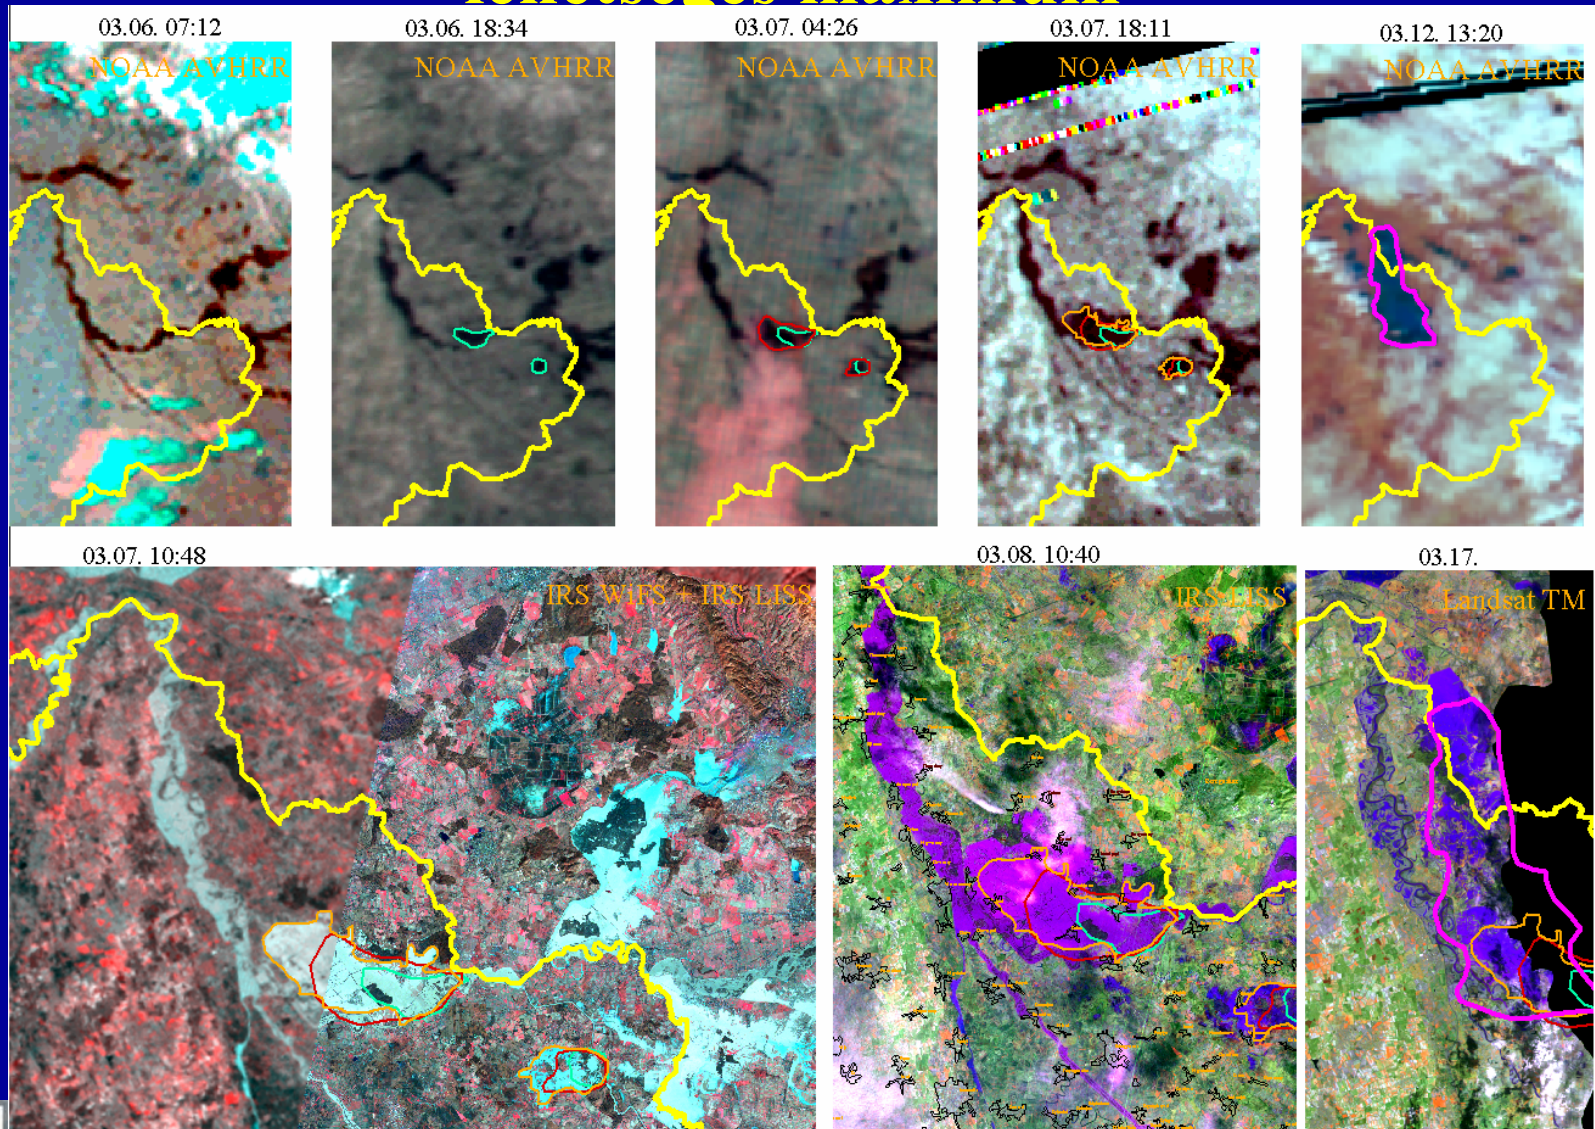 lehetséges maximum
03.06. 07:12
03.06. 18:34
03.07. 04:26
03.07. 18:11
03.12. 13:20
NOAA AVHRR
NOAA AVHRR
NOAA AVHRR
NOAA AVHRR
NOAA AVHRR
03.07. 10:48
03.08. 10:40
03.17.
IRS WiFS + IRS LISS
IRS LISS
Landsat TM